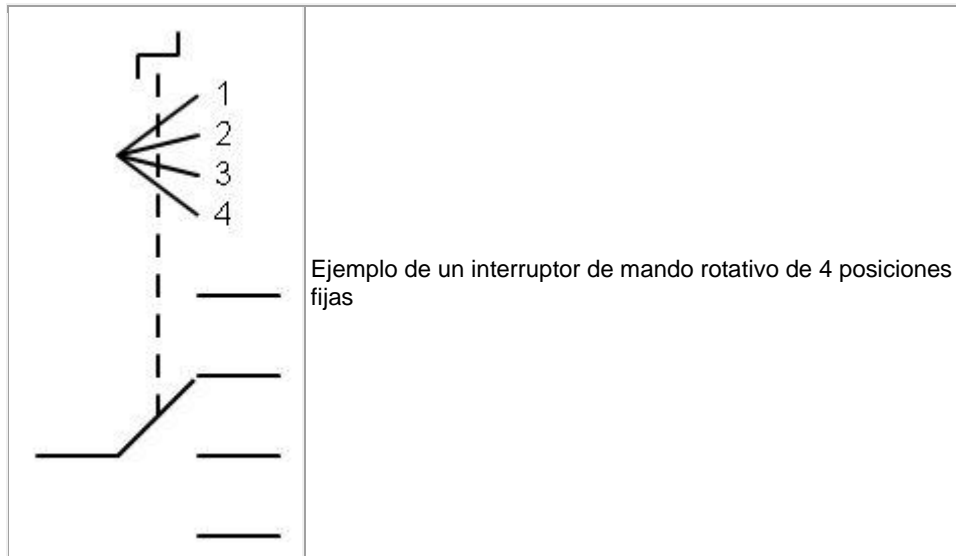 1
2
3
4
Ejemplo de un interruptor de mando rotativo de 4 posiciones
fijas